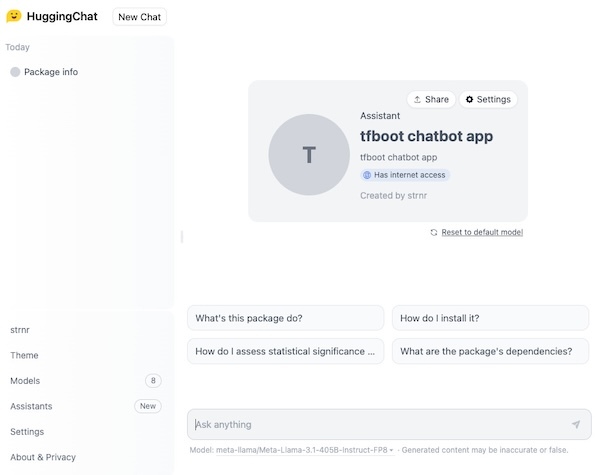 HuggingChat
New Chat
Today
Package info
Share
Settings
Assistant
T
tfboot chatbot app
tfboot chatbot app
Has internet access
Created by strnr
Reset to default model
What's this package do?
How do I install it?
How do I assess statistical significance ...
What are the package's dependencies?
strnr
Theme
Models 8
Assistants New
Settings
About & Privacy
Ask anything
Model: meta-llama/Meta-Llama-3.1-405B-Instruct-FP8 · Generated content may be inaccurate or false.